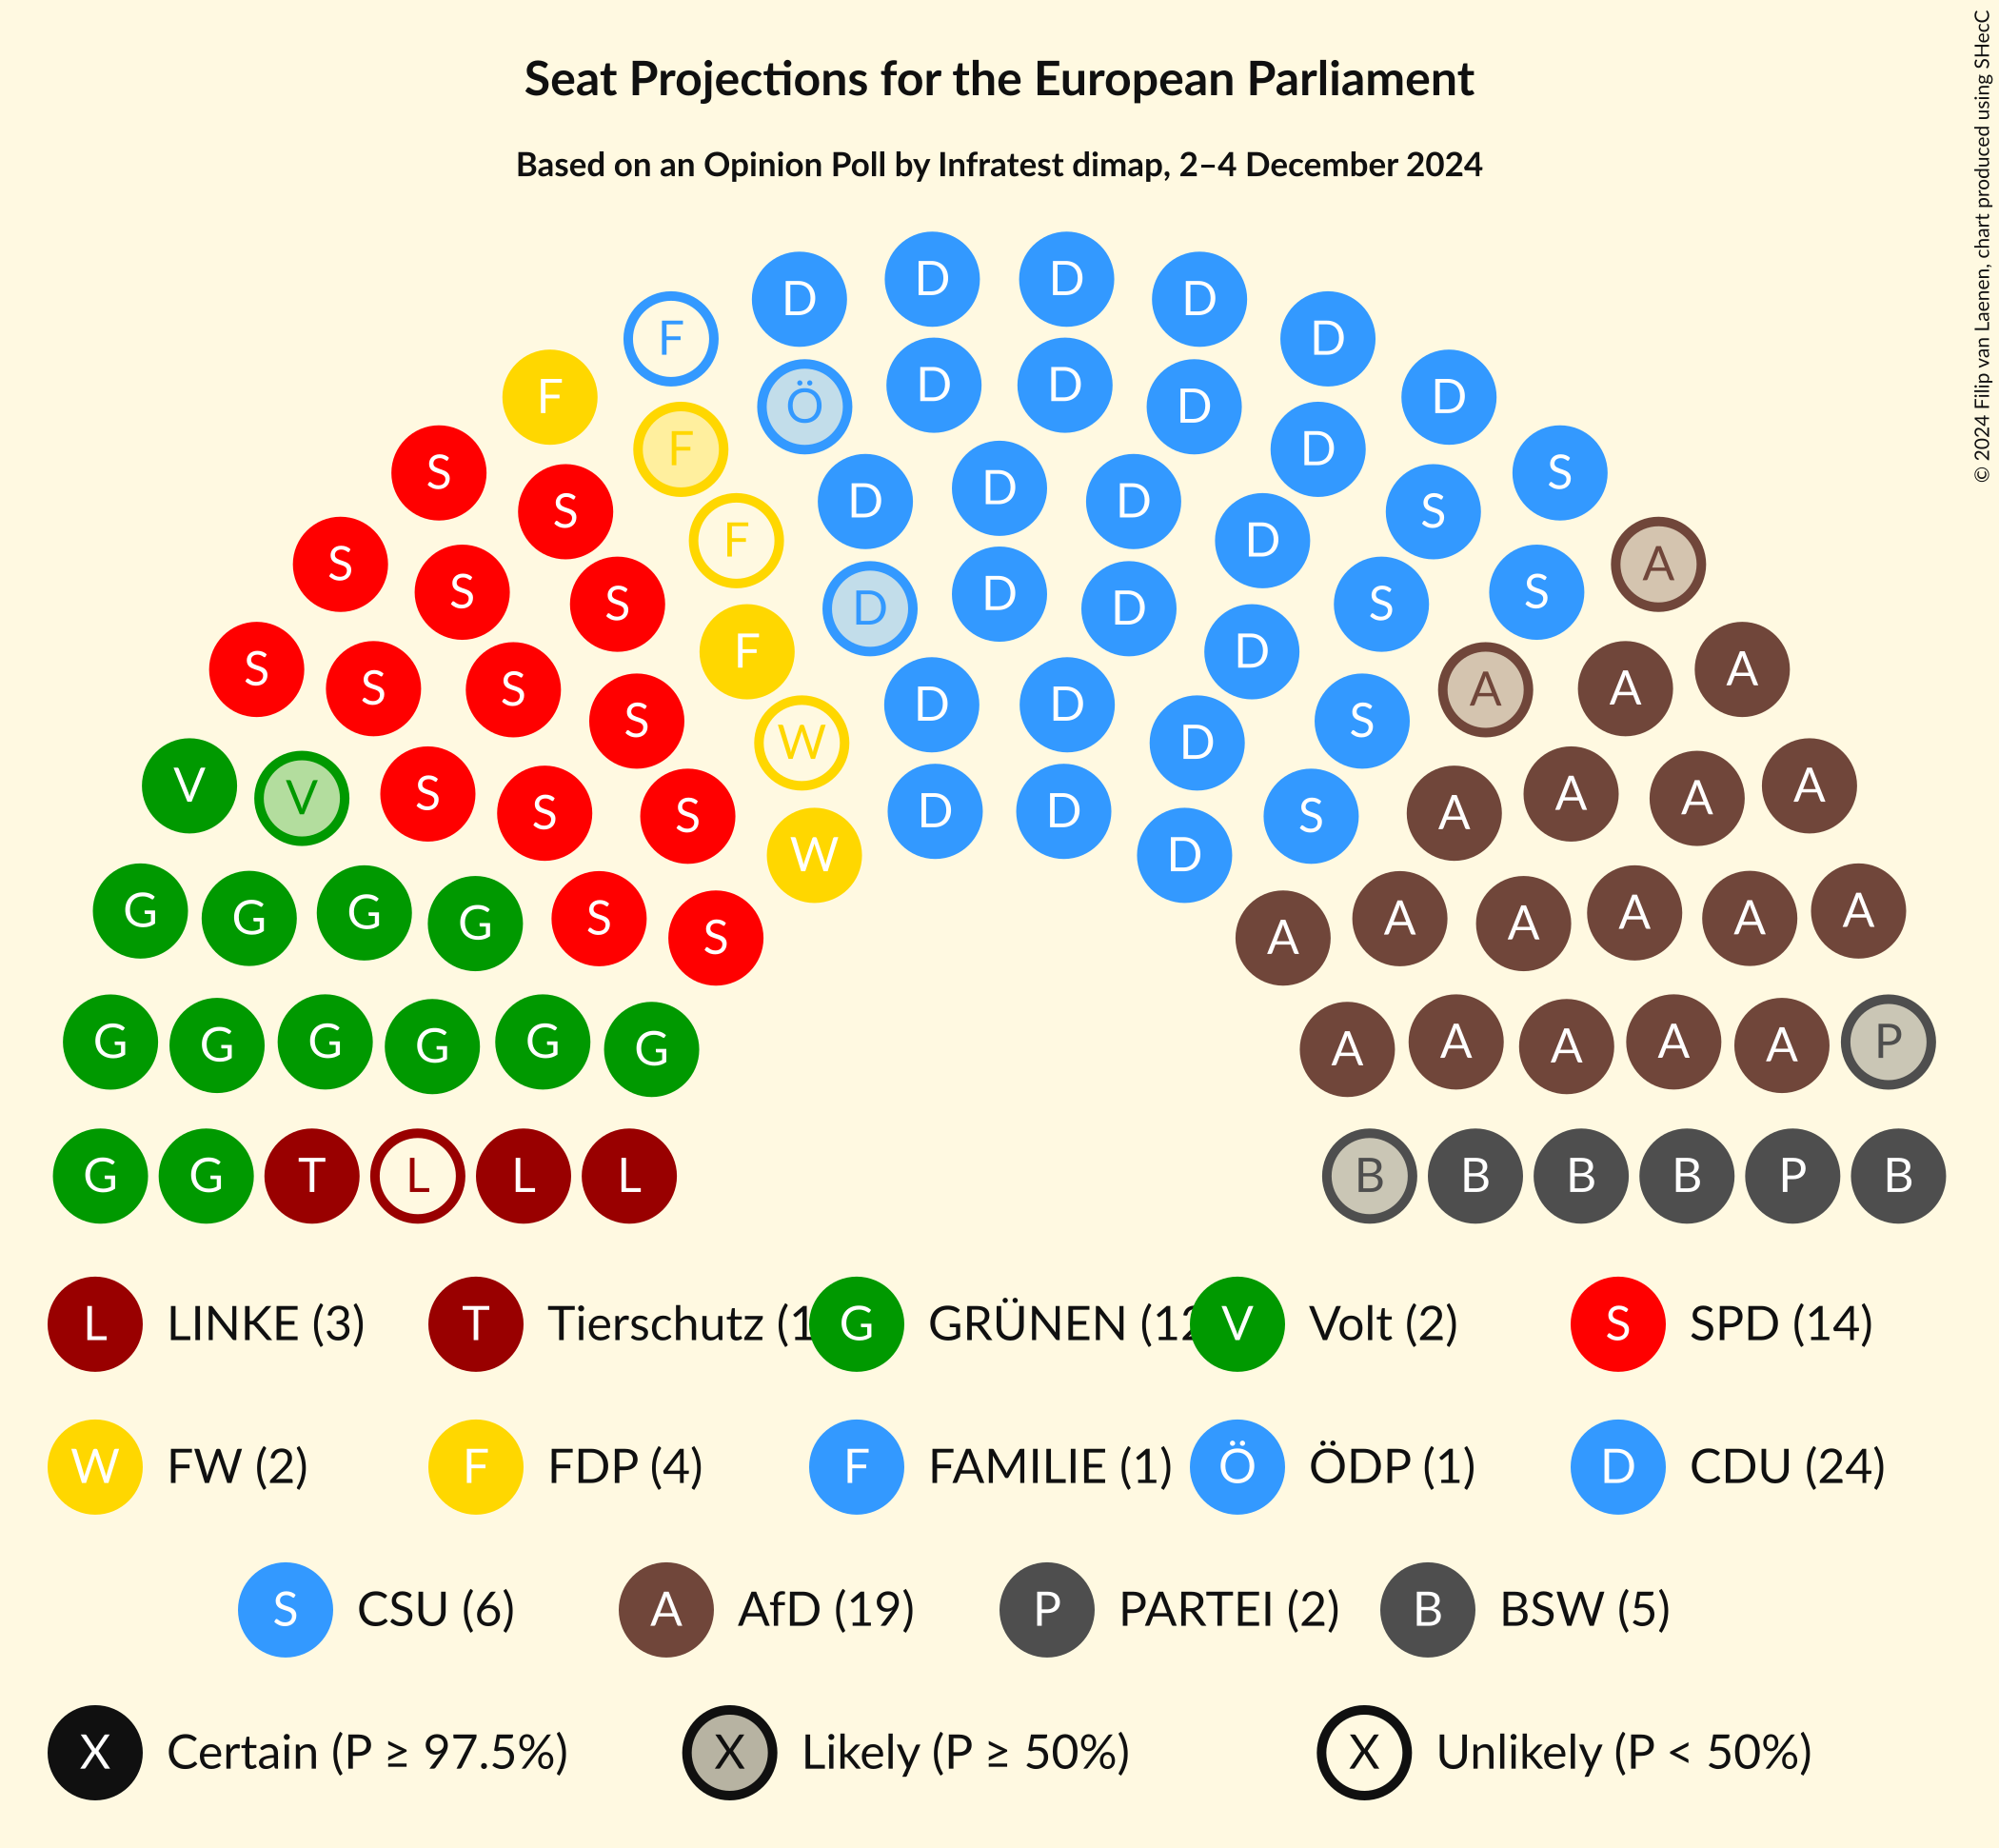 Seat Projections for the European Parliament
Based on an Opinion Poll by Infratest dimap, 2–4 December 2024
© 2024 Filip van Laenen, chart produced using SHecC
D D
D D
F D
D D
F D
Ö D
F D
S S
D
D D
S S
F D
S A
S D S
S D D S
F D
S A
S S A A
D D
S S
W D
V A
V S A A
S S D D S A
W D
G G G G S S A A A A A A
G G G G G G A A A A A P
G G T L L L B B B B P B
L LINKE (3) T Tierschutz (1 G GRÜNEN (12 V Volt (2) S SPD (14)
W FW (2) F FDP (4) F FAMILIE (1) Ö ÖDP (1) D CDU (24)
S CSU (6) A AfD (19) P PARTEI (2) B BSW (5)
X Certain (P ≥ 97.5%) X Likely (P ≥ 50%) X Unlikely (P < 50%)